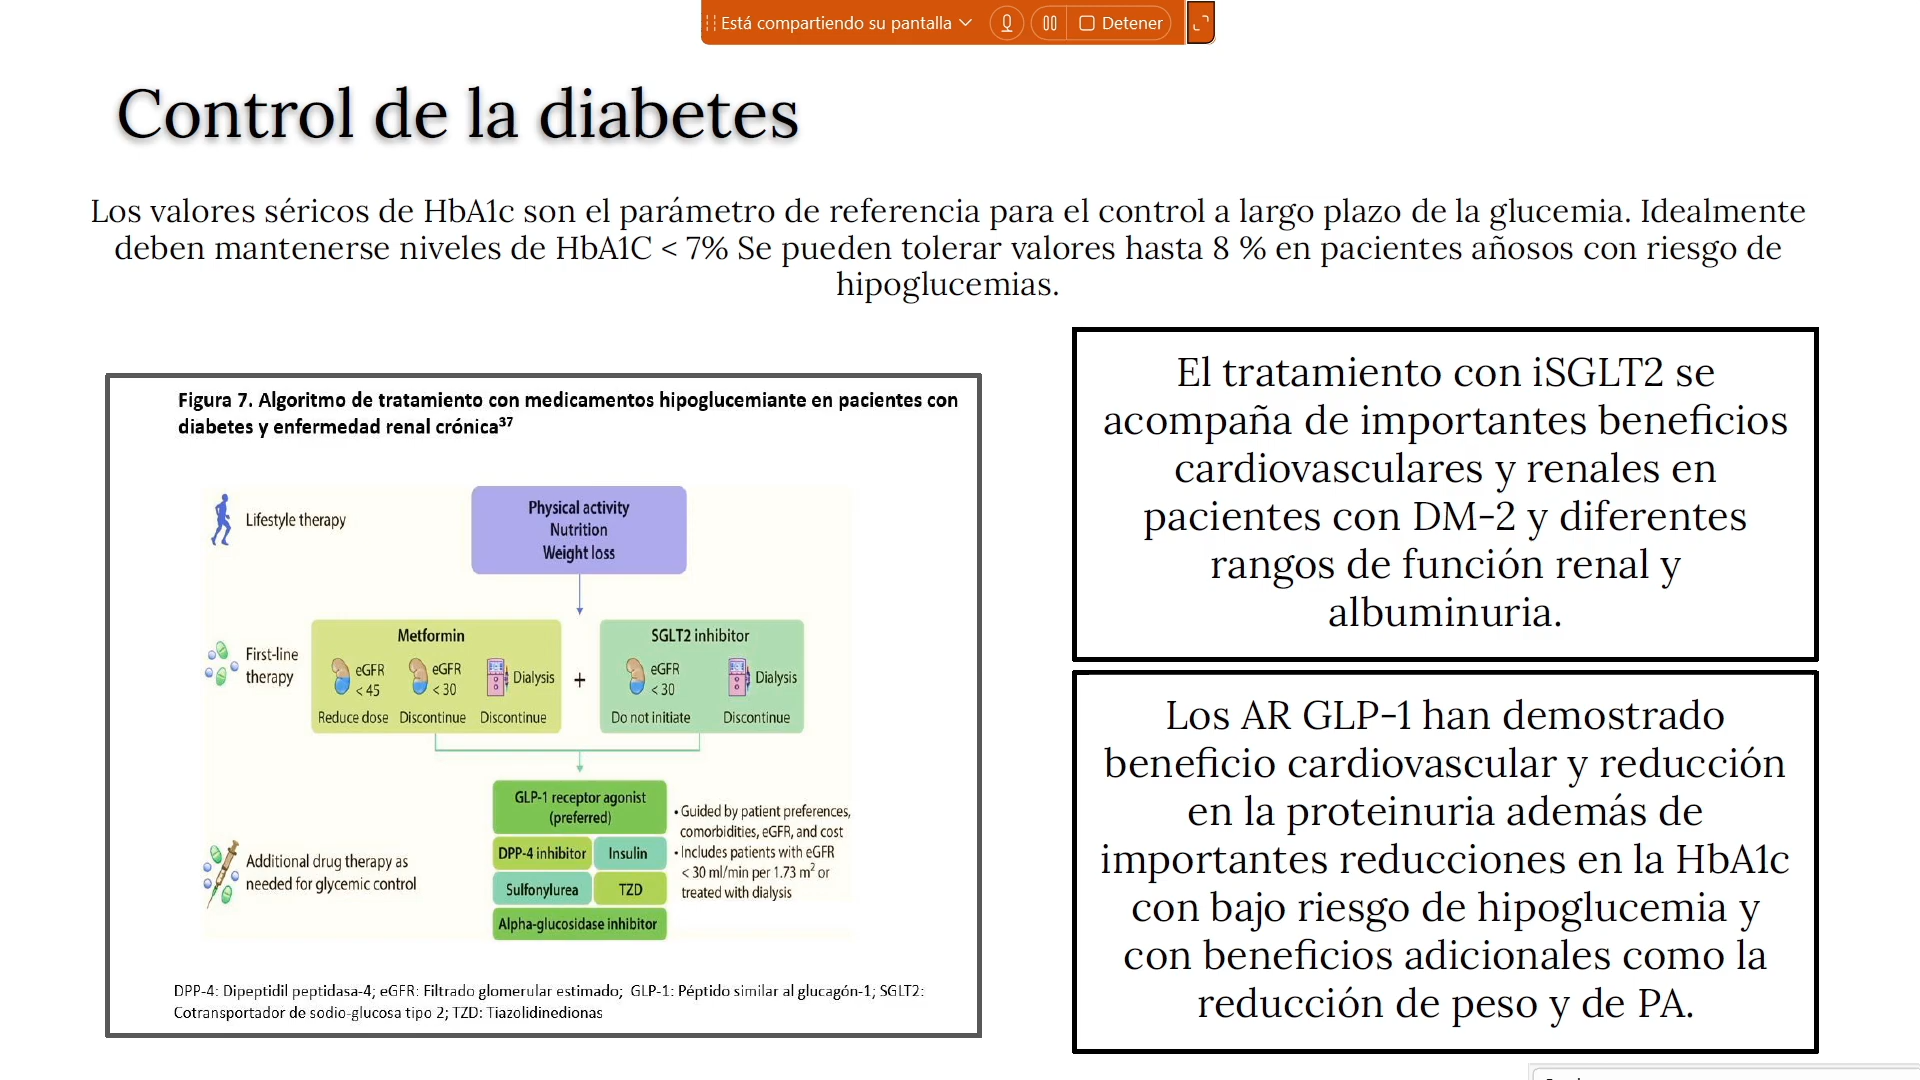 Está compartiendo su pantalla
Detener
Control de la diabetes
Los valores séricos de HbA1c son el parámetro de referencia para el control a largo plazo de la glucemia. Idealmente
deben mantenerse niveles de HbA1C < 7% Se pueden tolerar valores hasta 8 % en pacientes añosos con riesgo de
hipoglucemias.
Figura 7. Algoritmo de tratamiento con medicamentos hipoglucemiante en pacientes con
diabetes y enfermedad renal crónica³⁷
Lifestyle therapy
Physical activity
Nutrition
Weight loss
First-line
therapy
Metformin
eGFR
< 45
Reduce dose
eGFR
< 30
Discontinue
Dialysis
Discontinue
+
SGLT2 inhibitor
eGFR
< 30
Do not initiate
Dialysis
Discontinue
Additional drug therapy as
needed for glycemic control
GLP-1 receptor agonist
(preferred)
DPP-4 inhibitor
Insulin
Sulfonylurea
TZD
Alpha-glucosidase inhibitor
• Guided by patient preferences,
comorbidities, eGFR, and cost
• Includes patients with eGFR
< 30 ml/min per 1.73 m² or
treated with dialysis
DPP-4: Dipeptidil peptidasa-4; eGFR: Filtrado glomerular estimado; GLP-1: Péptido similar al glucagón-1; SGLT2:
Cotransportador de sodio-glucosa tipo 2; TZD: Tiazolidinedionas
El tratamiento con iSGLT2 se
acompaña de importantes beneficios
cardiovasculares y renales en
pacientes con DM-2 y diferentes
rangos de función renal y
albuminuria.
Los AR GLP-1 han demostrado
beneficio cardiovascular y reducción
en la proteinuria además de
importantes reducciones en la HbA1c
con bajo riesgo de hipoglucemia y
con beneficios adicionales como la
reducción de peso y de PA.